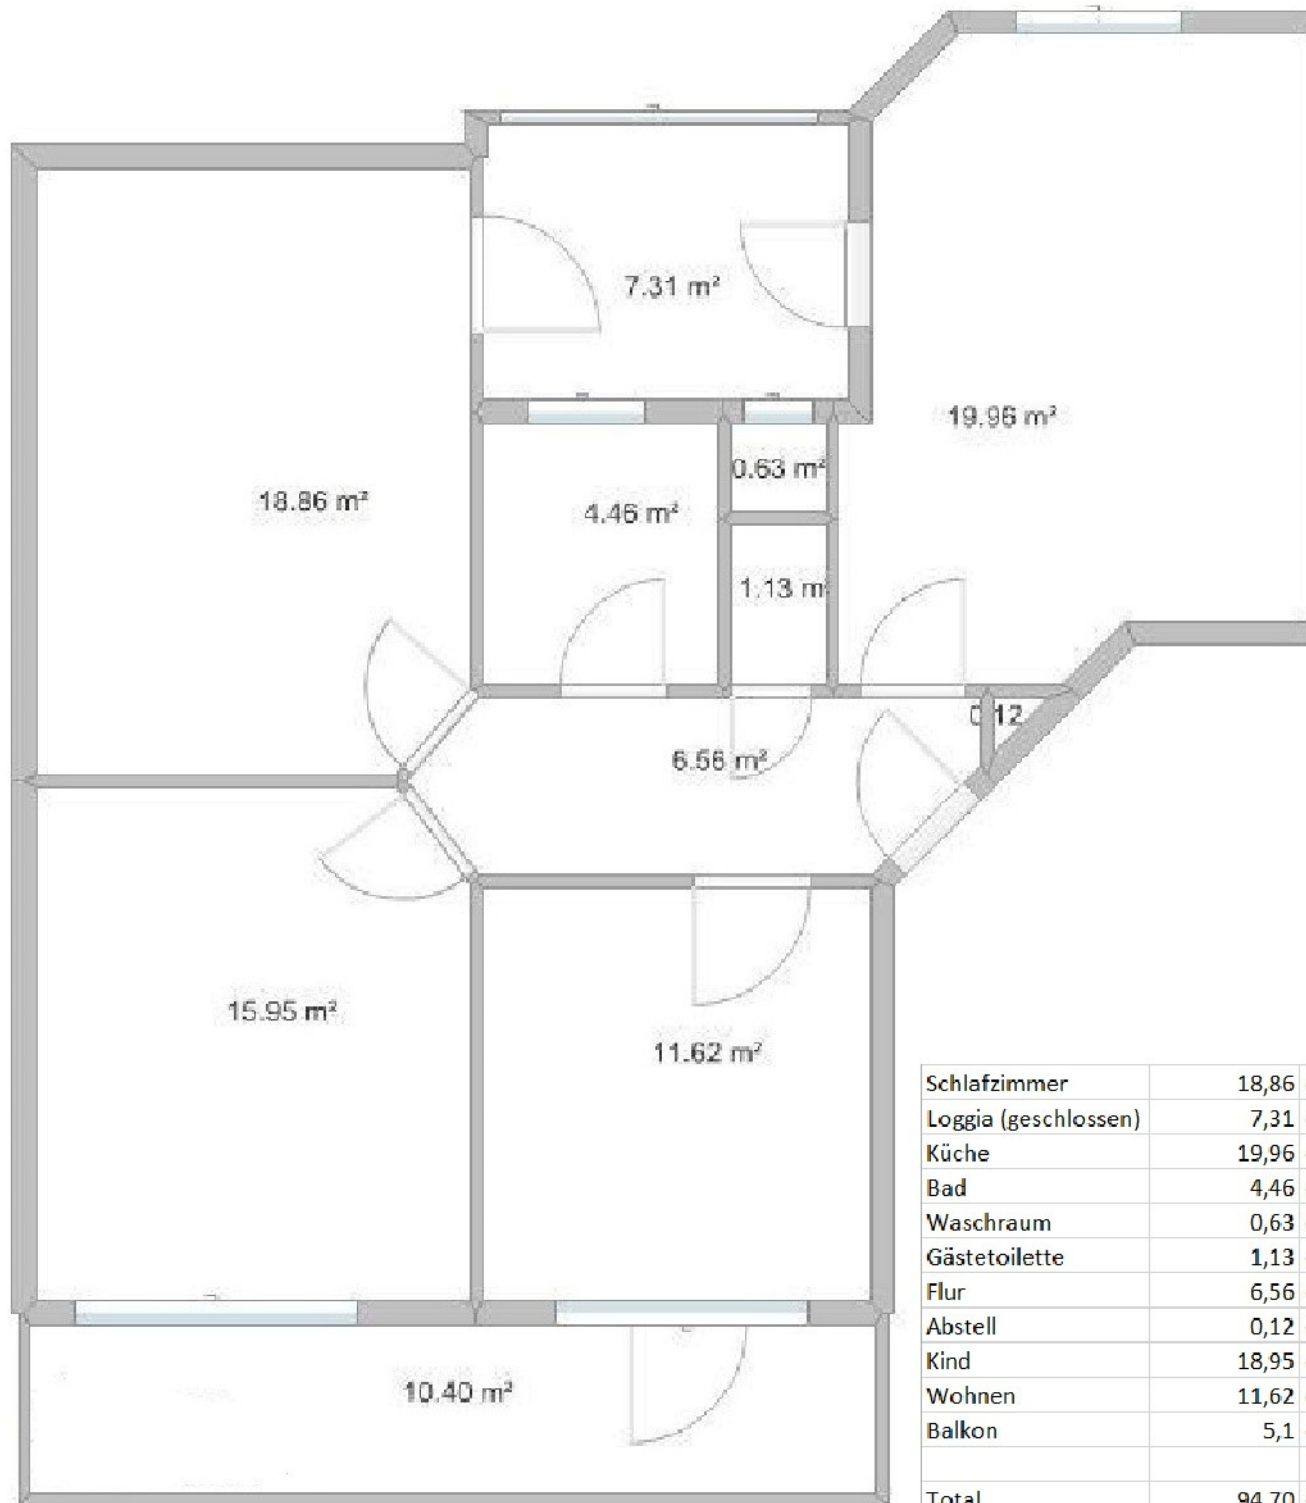 7.31 m²
19.96 m²
0.63 m²
18.86 m²
4.46 m²
1.13 m
0.12
6.56 m²
15.95 m²
11.62 m²
10.40 m²
Schlafzimmer 18,86
Loggia (geschlossen) 7,31
Küche 19,96
Bad 4,46
Waschraum 0,63
Gästetoilette 1,13
Flur 6,56
Abstell 0,12
Kind 18,95
Wohnen 11,62
Balkon 5,1
Total 94,70